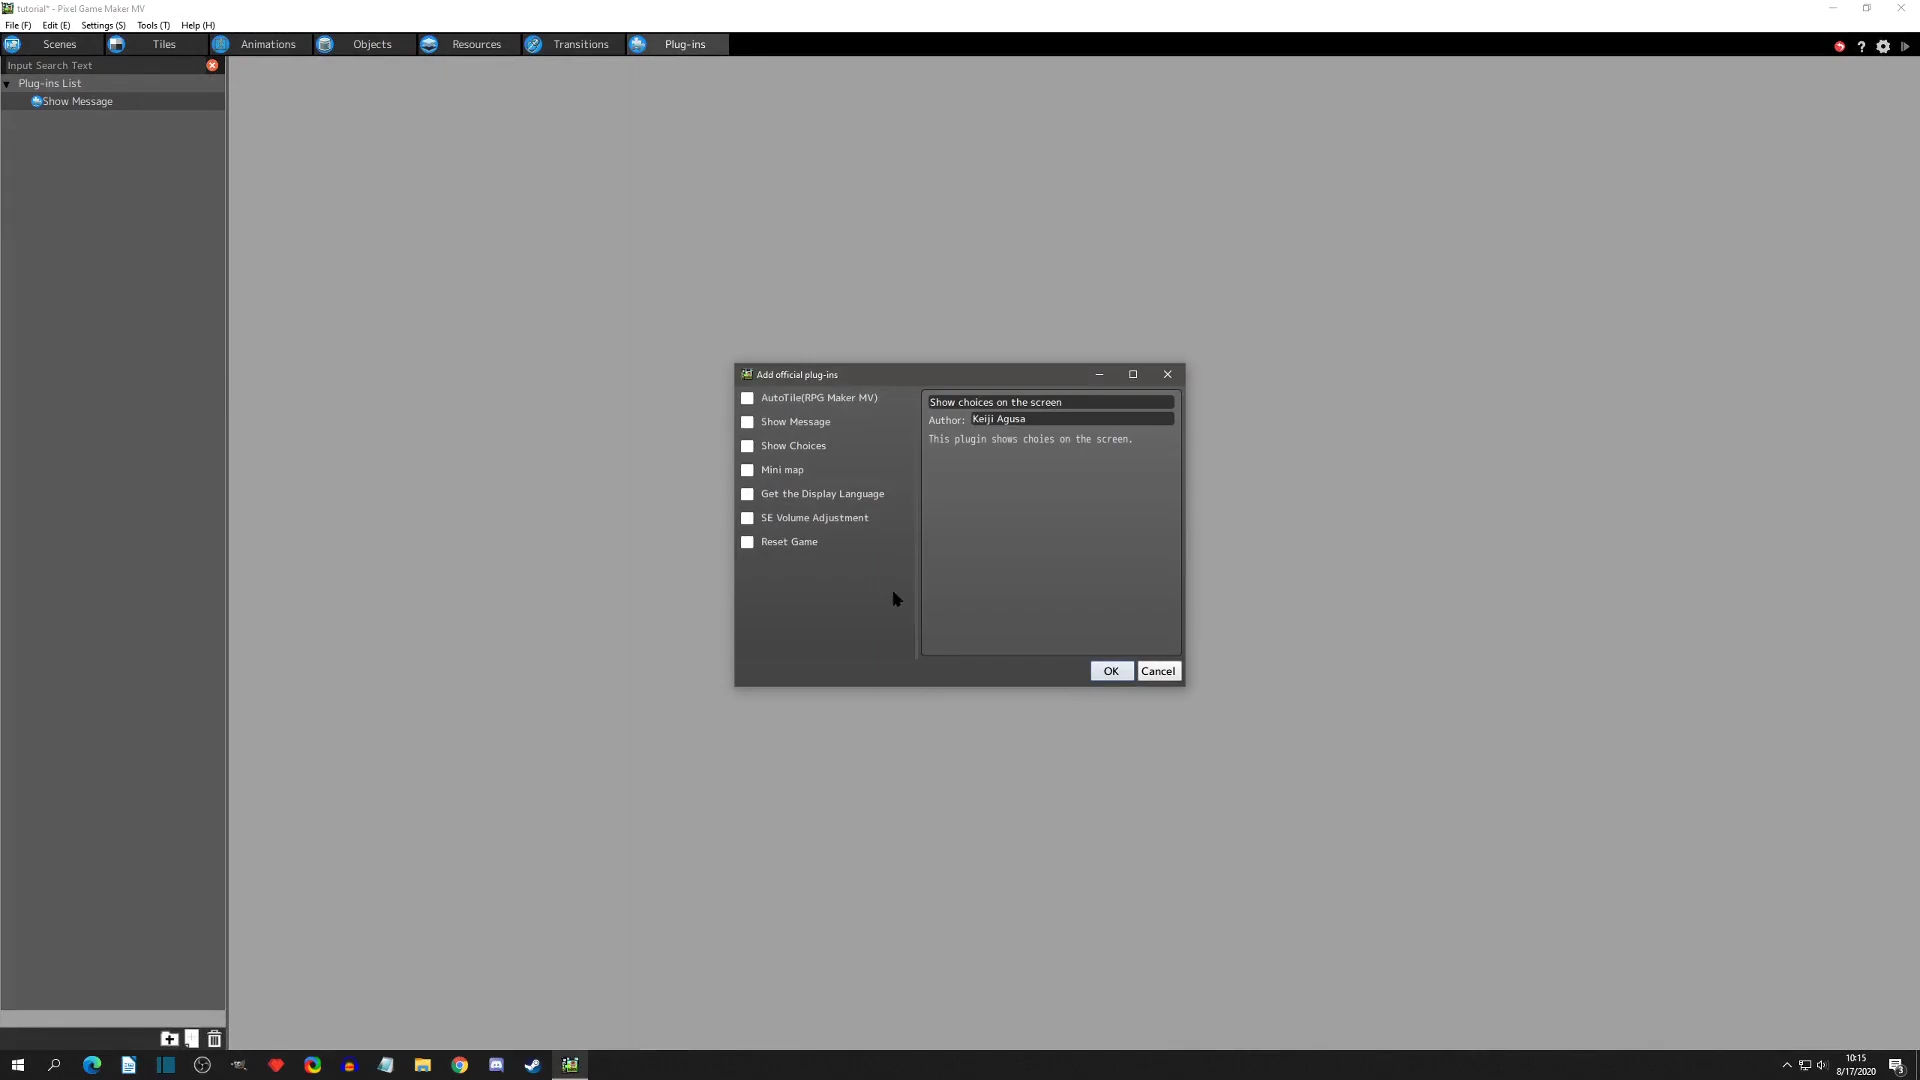 tutorial* - Pixel Game Maker MV
File (F) Edit (E) Settings (S) Tools (T) Help (H)
Scenes Tiles Animations Objects Resources Transitions Plug-ins
Input Search Text
Plug-ins List
Show Message
Add official plug-ins
AutoTile(RPG Maker MV)
Show Message
Show Choices
Mini map
Get the Display Language
SE Volume Adjustment
Reset Game
Show choices on the screen
Author: Keiji Agusa
This plugin shows choies on the screen.
OK Cancel
10:15
8/17/2020
3